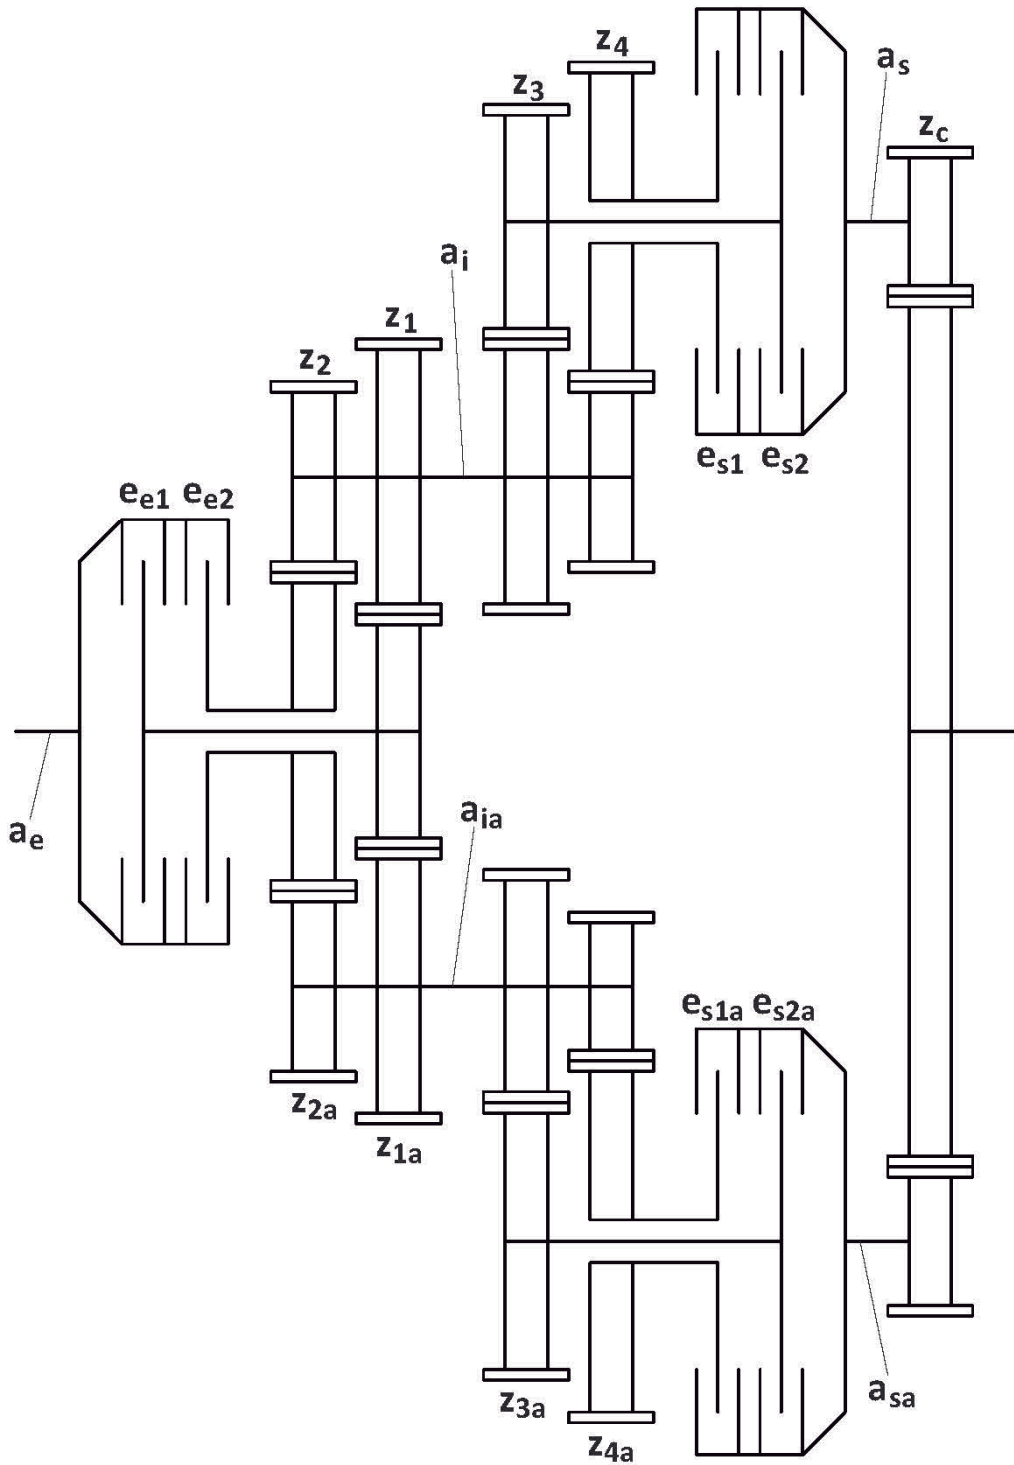 z4
as
z3
zc
ai
z1
z2
es1 es2
ee1 ee2
aia
ae
es1a es2a
z2a
z1a
asa
z3a
z4a